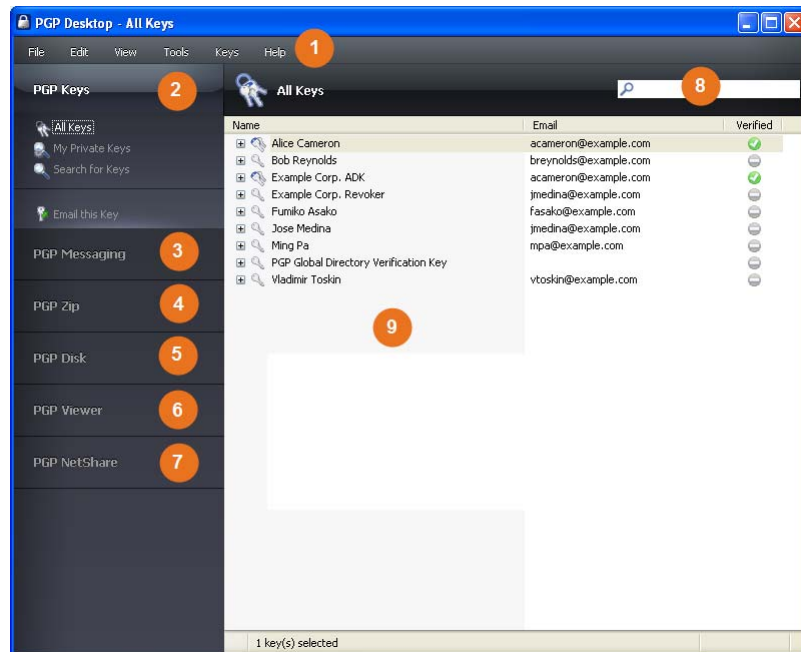 PGP Desktop - All Keys
File Edit View Tools Keys Help 1
PGP Keys 2
All Keys
My Private Keys
Search for Keys
Email this Key
PGP Messaging 3
PGP Zip 4
PGP Disk 5
PGP Viewer 6
PGP NetShare 7
All Keys 8
Name Email Verified
Alice Cameron acameron@example.com
Bob Reynolds breynolds@example.com
Example Corp. ADK acameron@example.com
Example Corp. Revoker jmedina@example.com
Fumiko Asako fasako@example.com
Jose Medina jmedina@example.com
Ming Pa mpa@example.com
PGP Global Directory Verification Key
Vladimir Toskin vtoskin@example.com
9
1 key(s) selected